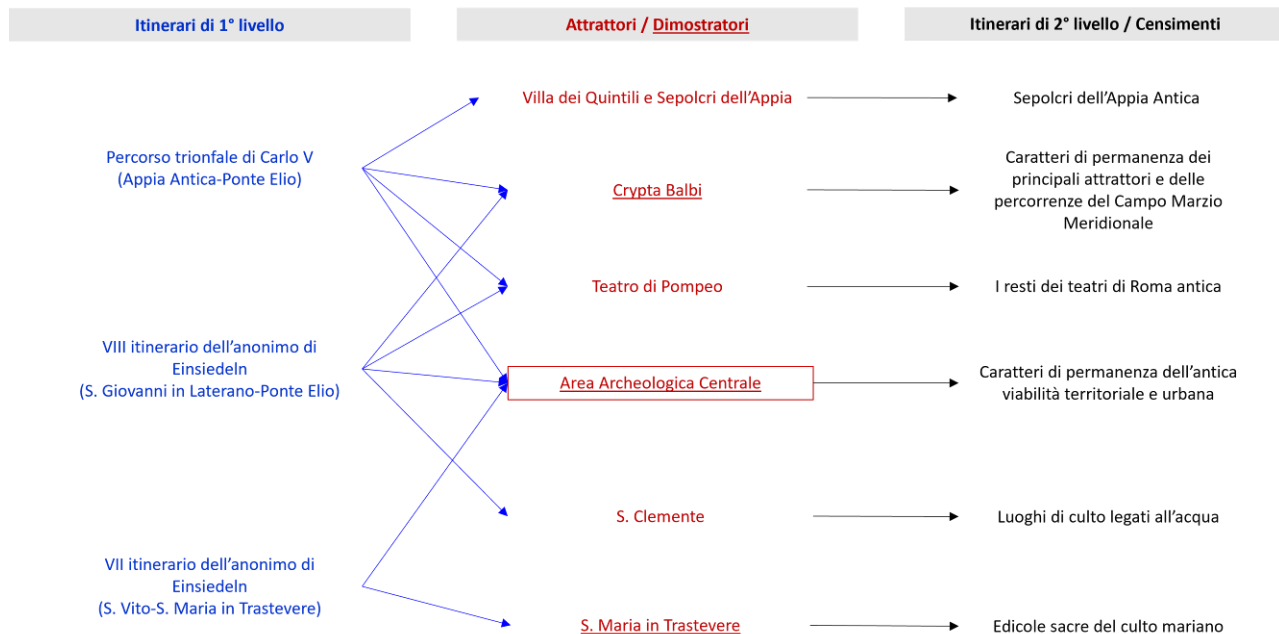 Itinerari di 1° livello
Attrattori / Dimostratori
Itinerari di 2° livello / Censimenti
Percorso trionfale di Carlo V
(Appia Antica-Ponte Elio)
VIII itinerario dell'anonimo di
Einsiedeln
(S. Giovanni in Laterano-Ponte Elio)
VII itinerario dell'anonimo di
Einsiedeln
(S. Vito-S. Maria in Trastevere)
Villa dei Quintili e Sepolcri dell'Appia
Crypta Balbi
Teatro di Pompeo
Area Archeologica Centrale
S. Clemente
S. Maria in Trastevere
Sepolcri dell'Appia Antica
Caratteri di permanenza dei
principali attrattori e delle
percorrenze del Campo Marzio
Meridionale
I resti dei teatri di Roma antica
Caratteri di permanenza dell'antica
viabilità territoriale e urbana
Luoghi di culto legati all'acqua
Edicole sacre del culto mariano